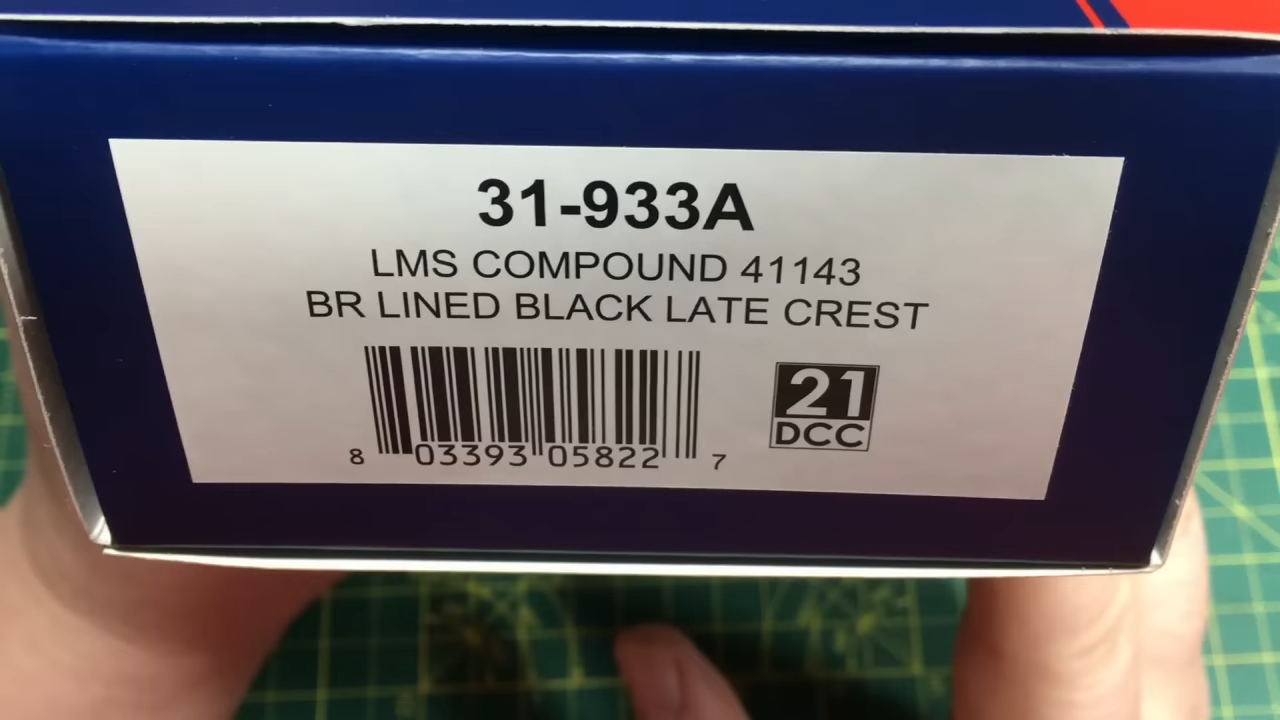 31-933A
LMS COMPOUND 41143
BR LINED BLACK LATE CREST
21
DCC
8 03393 05822 7